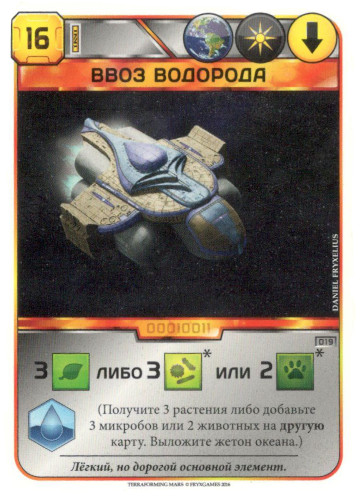 16
ВВОЗ ВОДОРОДА
DANIEL FRYXELIUS
00010011
019
3 либо 3 * или 2 *
(Получите 3 растения либо добавьте
3 микробов или 2 животных на другую
карту. Выложите жетон океана.)
Лёгкий, но дорогой основной элемент.
TERRAFORMING MARS © FRYXGAMES 2016